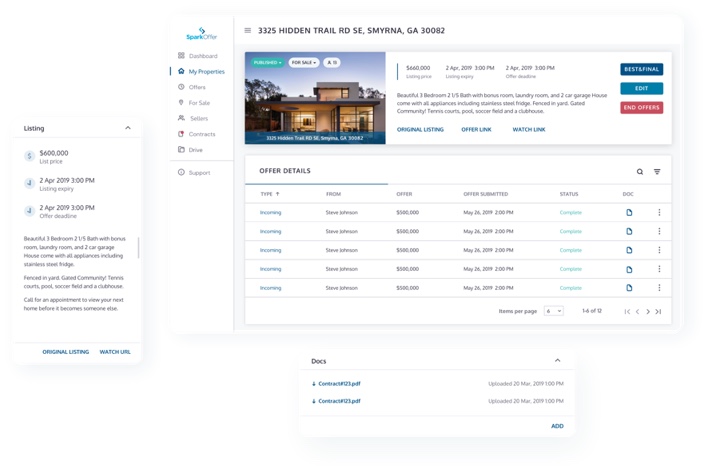 SparkOffer
Dashboard
My Properties
Offers
For Sale
Sellers
Contracts
Drive
Support
3325 HIDDEN TRAIL RD SE, SMYRNA, GA 30082
PUBLISHED
FOR SALE
3325 Hidden Trail RD SE, Smyrna, GA 30082
$660,000
Listing price
2 Apr, 2019 3:00 PM
Listing expiry
2 Apr, 2019 3:00 PM
Offer deadline
Beautiful 3 Bedroom 2 1/5 Bath with bonus room, laundry room, and 2 car garage House
come with all appliances including stainless steel fridge. Fenced in yard. Gated
Community! Tennis courts, pool, soccer field and a clubhouse.
ORIGINAL LISTING
OFFER LINK
WATCH LINK
BEST&FINAL
EDIT
END OFFERS
OFFER DETAILS
TYPE FROM OFFER OFFER SUBMITTED STATUS DOC
Incoming Steve Johnson $500,000 May 26, 2019 2:00 PM Complete
Incoming Steve Johnson $500,000 May 26, 2019 2:00 PM Complete
Incoming Steve Johnson $500,000 May 26, 2019 2:00 PM Complete
Incoming Steve Johnson $500,000 May 26, 2019 2:00 PM Complete
Incoming Steve Johnson $500,000 May 26, 2019 2:00 PM Complete
Items per page 6 1-6 of 12
Listing
$600,000
List price
2 Apr 2019 3:00 PM
Listing expiry
2 Apr 2019 3:00 PM
Offer deadline
Beautiful 3 Bedroom 2 1/5 Bath with bonus
room, laundry room, and 2 car garage
House come with all appliances including
stainless steel fridge.
Fenced in yard. Gated Community! Tennis
courts, pool, soccer field and a clubhouse.
Call for an appointment to view your next
home before it becomes someone else.
ORIGINAL LISTING WATCH URL
Docs
Contract#123.pdf Uploaded 20 Mar, 2019 1:00 PM
Contract#123.pdf Uploaded 20 Mar, 2019 1:00 PM
ADD